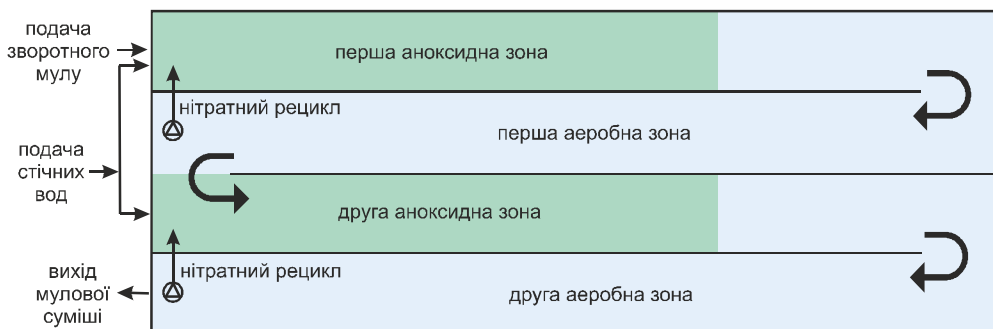 подача
зворотного
мулу
перша аноксидна зона
нітратний рецикл
перша аеробна зона
подача
стічних
вод
друга аноксидна зона
нітратний рецикл
вихід
мулової
суміші
друга аеробна зона